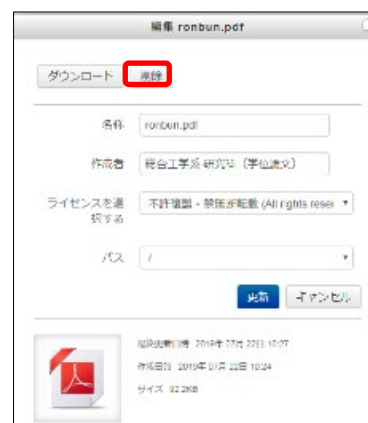 編集 ronbun.pdf
ダウンロード 削除
名称 ronbun.pdf
作成者 総合工学系 研究科 (学位論文)
ライセンスを選択する 不許複製・禁無断転載 (All rights reser
パス /
更新 キャンセル
最終更新日時 2019年 07月 22日 10:27
作成日時 2019年 07月 22日 10:24
サイズ 92.2KB